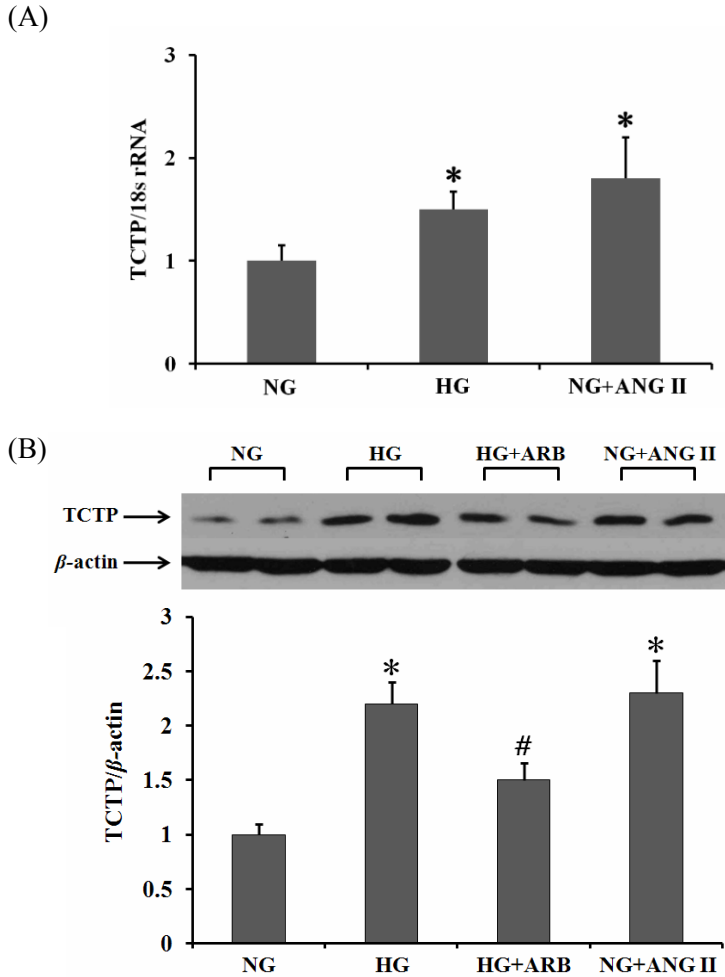 (A)
3
2
1
0
TCTP/18s rRNA
*
*
NG HG NG+ANG II
(B)
NG HG HG+ARB NG+ANG II
TCTP
β-actin
3
2.5
2
1.5
1
0.5
0
TCTP/β-actin
*
#
*
NG HG HG+ARB NG+ANG II